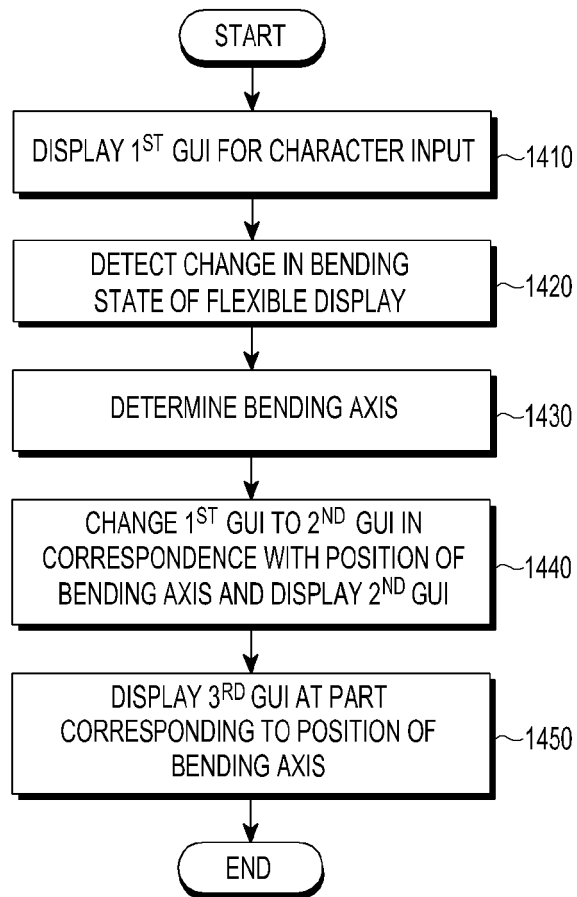 START
DISPLAY 1ST GUI FOR CHARACTER INPUT
1410
DETECT CHANGE IN BENDING
STATE OF FLEXIBLE DISPLAY
1420
DETERMINE BENDING AXIS
1430
CHANGE 1ST GUI TO 2ND GUI IN
CORRESPONDENCE WITH POSITION OF
BENDING AXIS AND DISPLAY 2ND GUI
1440
DISPLAY 3RD GUI AT PART
CORRESPONDING TO POSITION OF
BENDING AXIS
1450
END